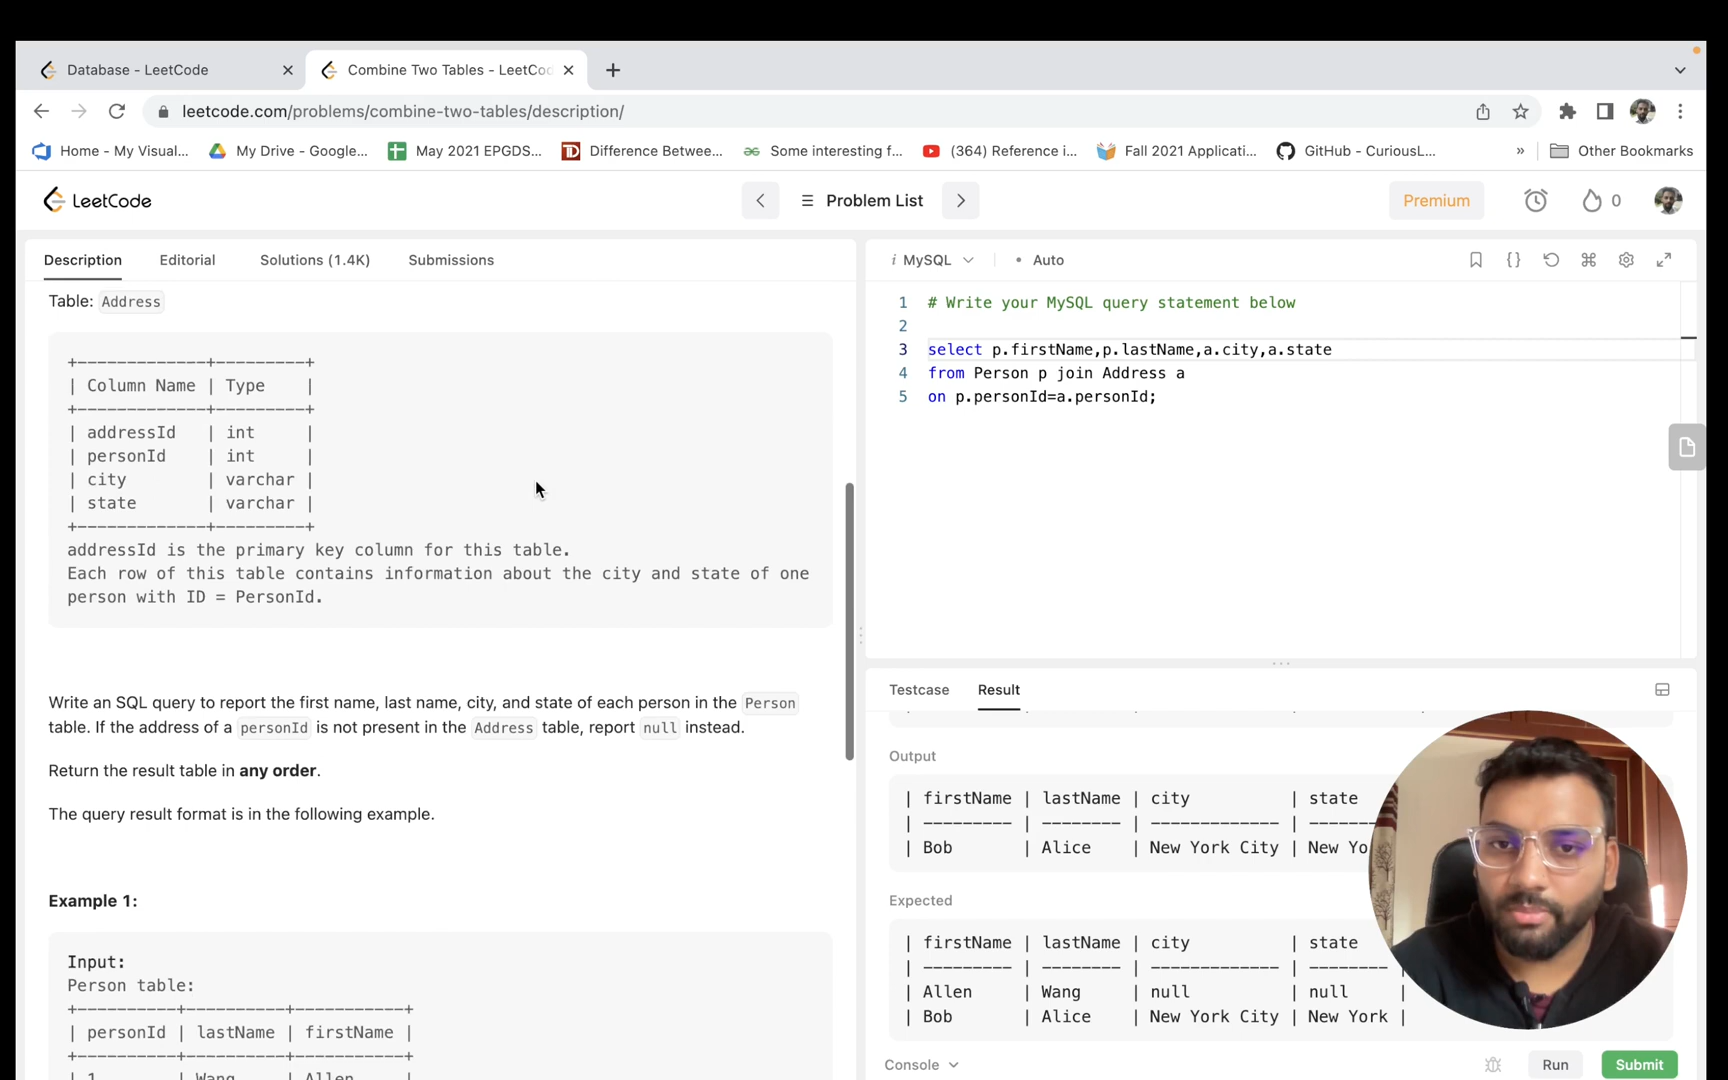 Database - LeetCode
Combine Two Tables - LeetCo
leetcode.com/problems/combine-two-tables/description/
Home - My Visual...
My Drive - Google...
May 2021 EPGDS...
Difference Betwee...
Some interesting f...
(364) Reference i...
Fall 2021 Applicati...
GitHub - CuriousL...
»
Other Bookmarks
LeetCode
Problem List
Premium
0
Description
Editorial
Solutions (1.4K)
Submissions
Table: Address
+-------------+---------+
| Column Name | Type    |
+-------------+---------+
| addressId   | int     |
| personId    | int     |
| city        | varchar |
| state       | varchar |
+-------------+---------+
addressId is the primary key column for this table.
Each row of this table contains information about the city and state of one
person with ID = PersonId.
Write an SQL query to report the first name, last name, city, and state of each person in the Person
table. If the address of a personId is not present in the Address table, report null instead.
Return the result table in any order.
The query result format is in the following example.
Example 1:
Input:
Person table:
+----------+----------+-----------+
| personId | lastName | firstName |
+----------+----------+-----------+
| 1        | Wang     | Allen
i MySQL
• Auto
1 # Write your MySQL query statement below
2
3 select p.firstName,p.lastName,a.city,a.state
4 from Person p join Address a
5 on p.personId=a.personId;
Testcase
Result
Output
| firstName | lastName | city          | state
| --------- | -------- | ------------- | -----
| Bob       | Alice    | New York City | New Yo
Expected
| firstName | lastName | city          | state
| --------- | -------- | ------------- | -------- |
| Allen     | Wang     | null          | null     |
| Bob       | Alice    | New York City | New York |
Console
Run
Submit